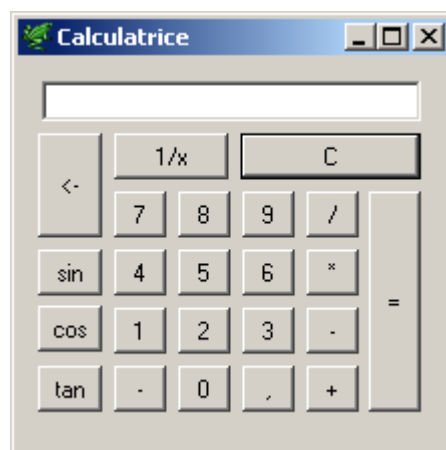 Calculatrice
1/x C
<-
7 8 9 /
sin 4 5 6 *
=
cos 1 2 3 -
tan - 0 , +